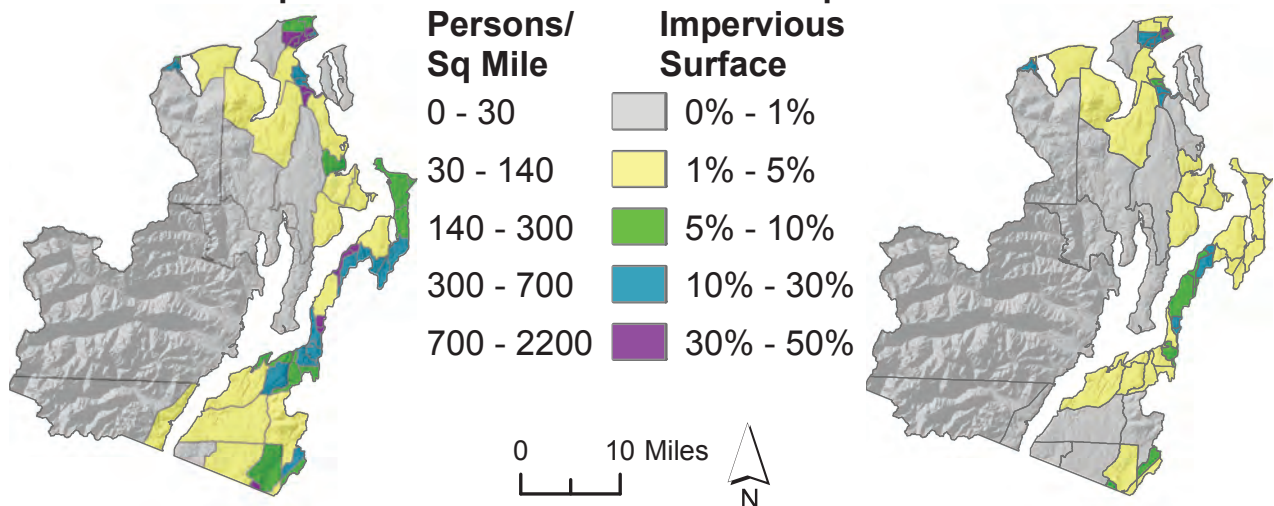 Persons/ Impervious
Sq Mile Surface
0 - 30 0% - 1%
30 - 140 1% - 5%
140 - 300 5% - 10%
300 - 700 10% - 30%
700 - 2200 30% - 50%
0 10 Miles
N